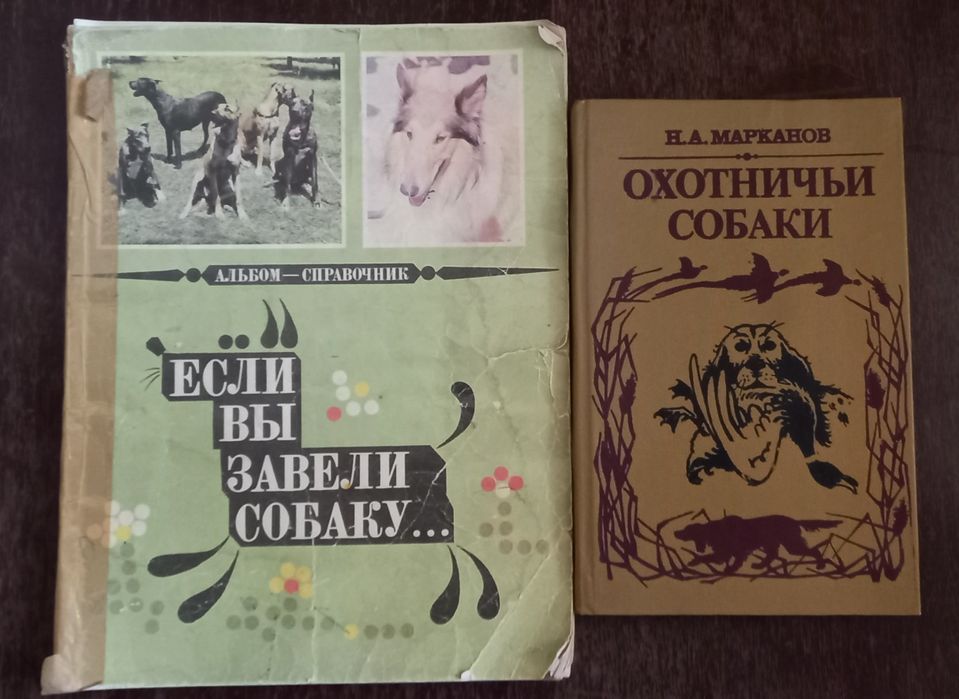 АЛЬБОМ — СПРАВОЧНИК
ЕСЛИ
ВЫ
ЗАВЕЛИ
СОБАКУ...
Н.А.МАРКАНОВ
ОХОТНИЧЬИ
СОБАКИ